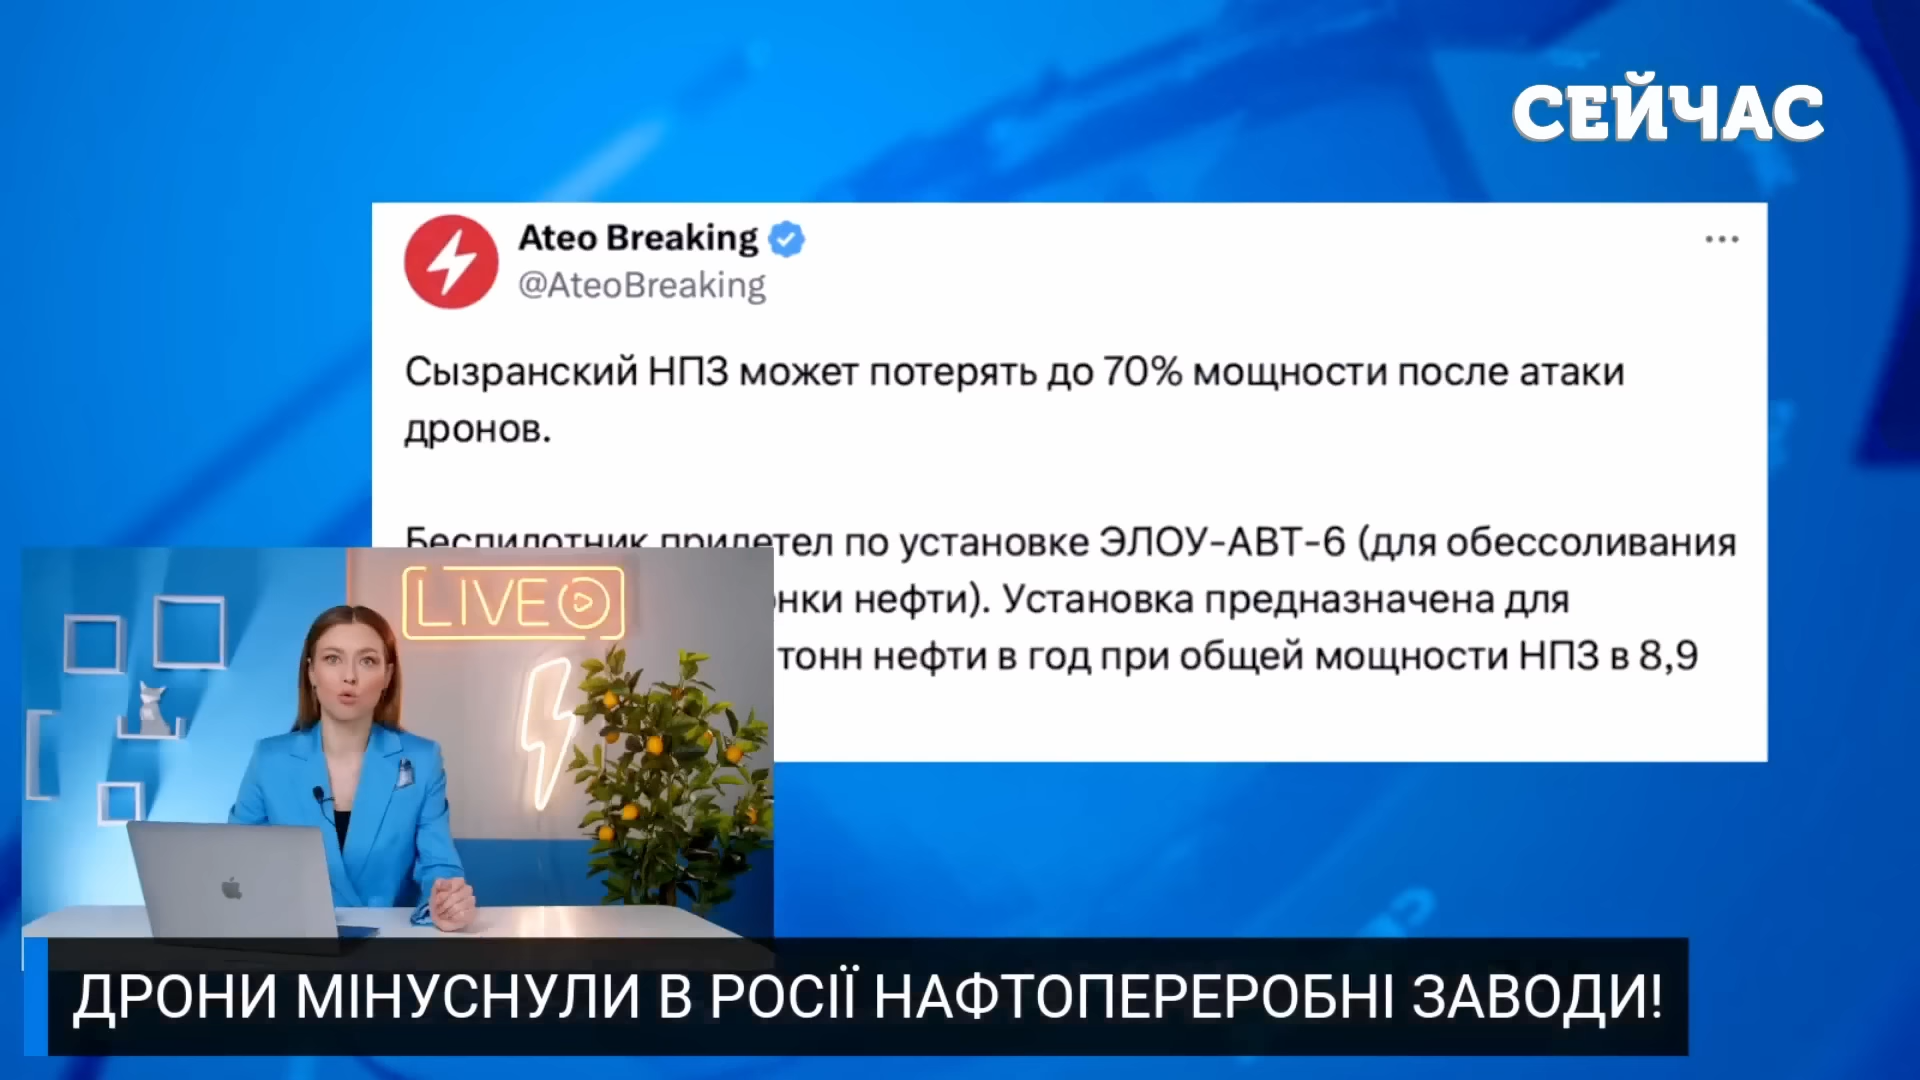 СЕЙЧАС
Ateo Breaking
@AteoBreaking
Сызранский НПЗ может потерять до 70% мощности после атаки
дронов.
Беспилотник прилетел по установке ЭЛОУ-АВТ-6 (для обессоливания
нефти). Установка предназначена для
тонн нефти в год при общей мощности НПЗ в 8,9
LIVE
ДРОНИ МІНУСНУЛИ В РОСІЇ НАФТОПЕРЕРОБНІ ЗАВОДИ!